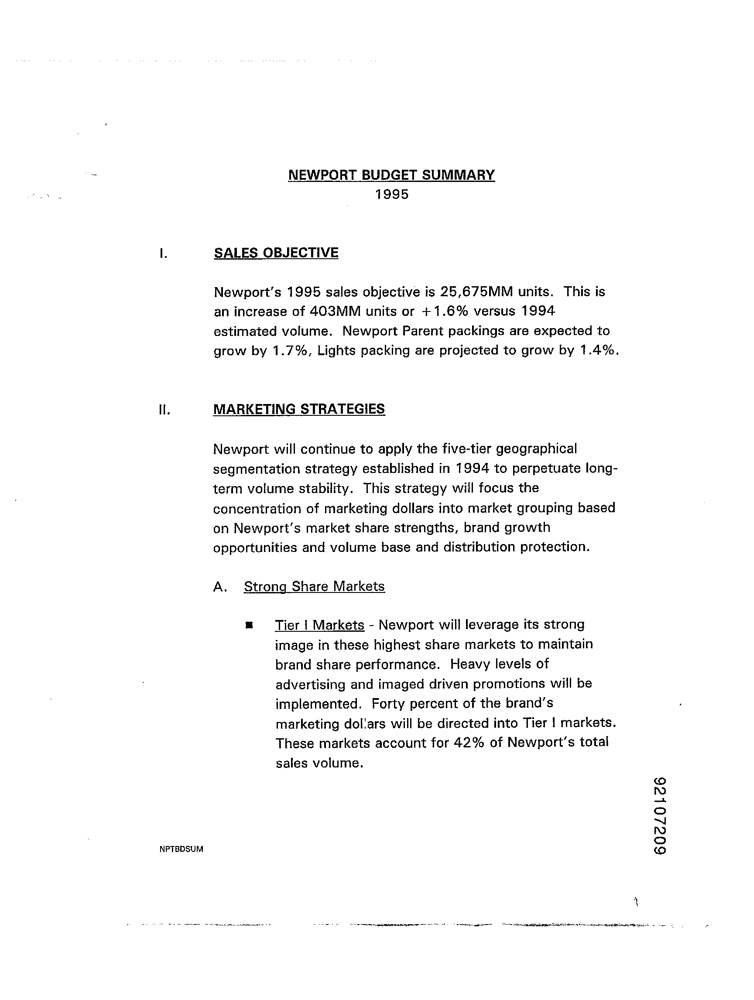 NEWPORT BUDGET SUMMARY
1995
I. SALES OBJECTIVE
Newport's 1995 sales objective is 25,675MM units. This is
an increase of 403MM units or +1.6% versus 1994
estimated volume. Newport Parent packings are expected to
grow by 1.7%, Lights packing are projected to grow by 1.4%.
II. MARKETING STRATEGIES
Newport will continue to apply the five-tier geographical
segmentation strategy established in 1994 to perpetuate long-
term volume stability. This strategy will focus the
concentration of marketing dollars into market grouping based
on Newport's market share strengths, brand growth
opportunities and volume base and distribution protection.
A. Strong Share Markets
■ Tier I Markets - Newport will leverage its strong
image in these highest share markets to maintain
brand share performance. Heavy levels of
advertising and imaged driven promotions will be
implemented. Forty percent of the brand's
marketing dollars will be directed into Tier I markets.
These markets account for 42% of Newport's total
sales volume.
92107209
NPTBDSUM
1